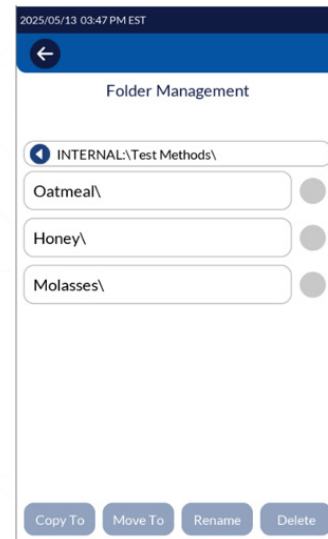 2025/05/13 03:47 PM EST
Folder Management
INTERNAL:\Test Methods\
Oatmeal\
Honey\
Molasses\
Copy To Move To Rename Delete